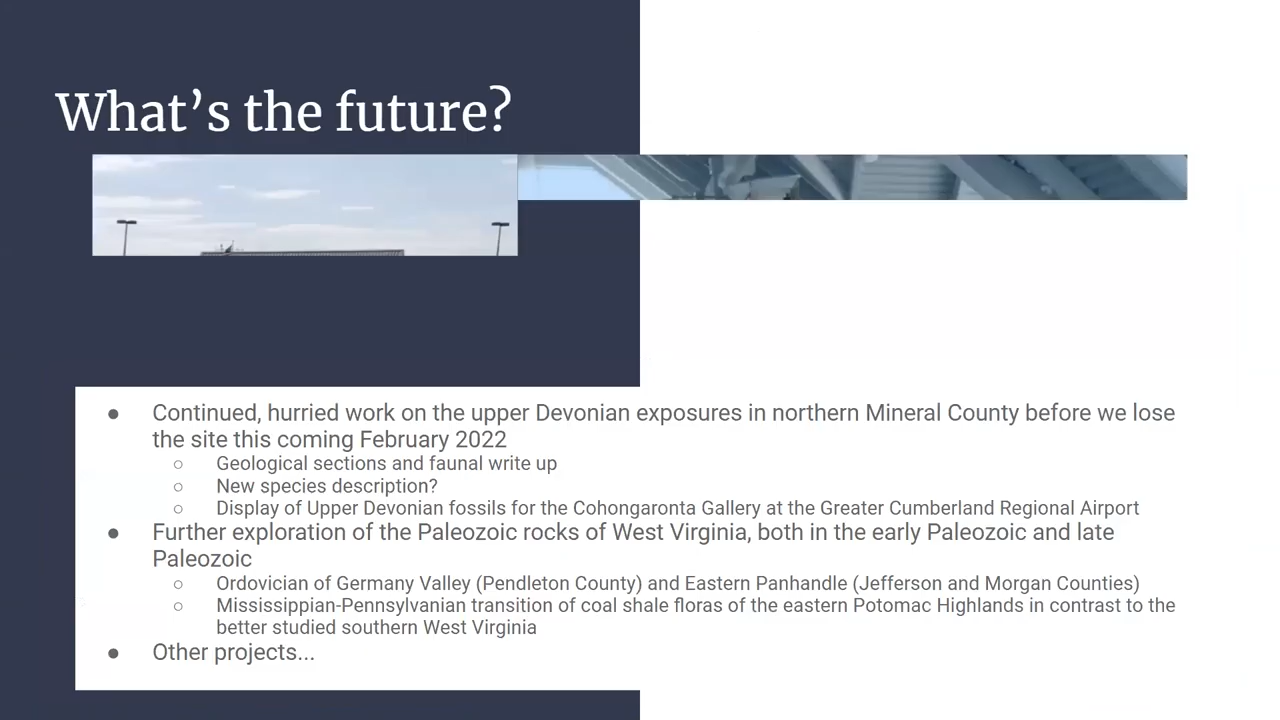 What's the future?
● Continued, hurried work on the upper Devonian exposures in northern Mineral County before we lose
the site this coming February 2022
○ Geological sections and faunal write up
○ New species description?
○ Display of Upper Devonian fossils for the Cohongaronta Gallery at the Greater Cumberland Regional Airport
● Further exploration of the Paleozoic rocks of West Virginia, both in the early Paleozoic and late
Paleozoic
○ Ordovician of Germany Valley (Pendleton County) and Eastern Panhandle (Jefferson and Morgan Counties)
○ Mississippian-Pennsylvanian transition of coal shale floras of the eastern Potomac Highlands in contrast to the
better studied southern West Virginia
● Other projects...